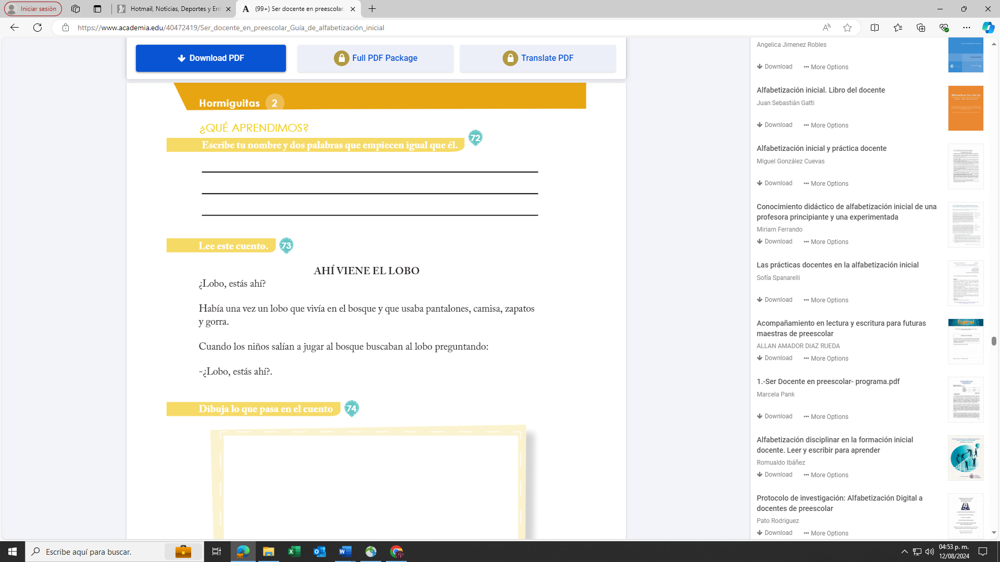 Iniciar sesión
Hotmail, Noticias, Deportes y Ent
(99+) Ser docente en preescolar.
https://www.academia.edu/40472419/Ser_docente_en_preescolar_Guía_de_alfabetización_inicial
Download PDF
Full PDF Package
Translate PDF
Hormiguitas 2
¿QUÉ APRENDIMOS?
Escribe tu nombre y dos palabras que empiecen igual que él. 72
Lee este cuento. 73
AHÍ VIENE EL LOBO
¿Lobo, estás ahí?
Había una vez un lobo que vivía en el bosque y que usaba pantalones, camisa, zapatos
y gorra.
Cuando los niños salían a jugar al bosque buscaban al lobo preguntando:
-¿Lobo, estás ahí?.
Dibuja lo que pasa en el cuento 74
Angelica Jimenez Robles
Download More Options
Alfabetización inicial. Libro del docente
Juan Sebastián Gatti
Download More Options
Alfabetización inicial y práctica docente
Miguel González Cuevas
Download More Options
Conocimiento didáctico de alfabetización inicial de una
profesora principiante y una experimentada
Miriam Ferrando
Download More Options
Las prácticas docentes en la alfabetización inicial
Sofía Spanarelli
Download More Options
Acompañamiento en lectura y escritura para futuras
maestras de preescolar
ALLAN AMADOR DIAZ RUEDA
Download More Options
1.-Ser Docente en preescolar- programa.pdf
Marcela Pank
Download More Options
Alfabetización disciplinar en la formación inicial
docente. Leer y escribir para aprender
Romualdo Ibáñez
Download More Options
Protocolo de investigación: Alfabetización Digital a
docentes de preescolar
Pato Rodriguez
Download More Options
Escribe aquí para buscar.
04:53 p. m.
12/08/2024